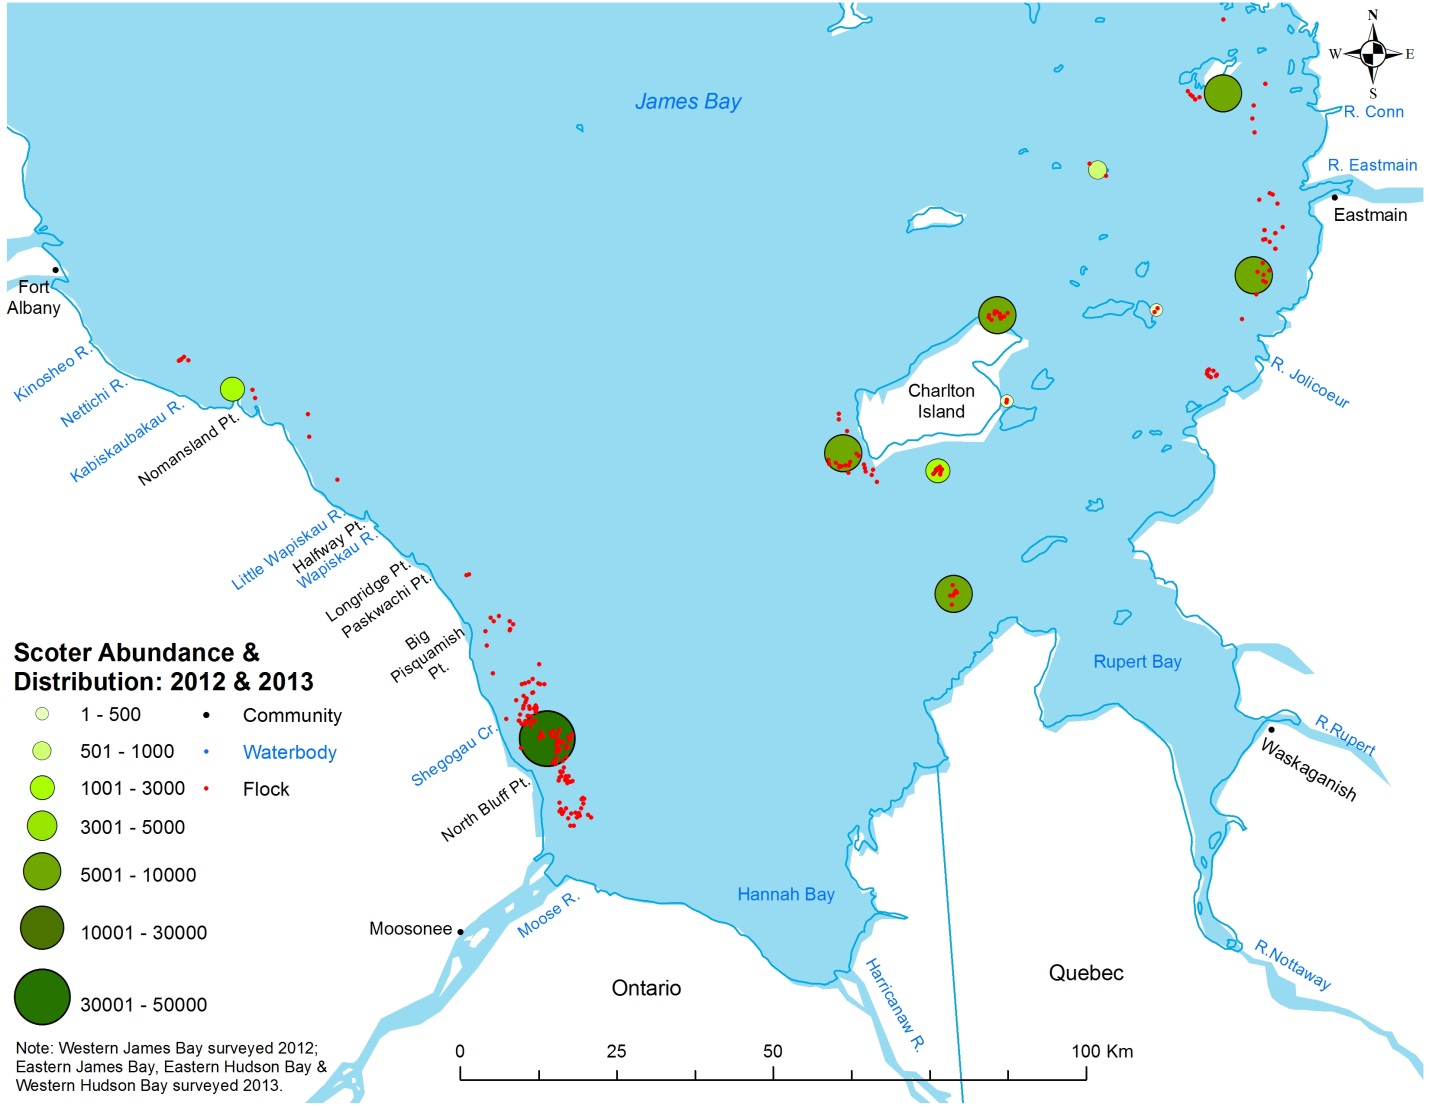 N
W
E
S
James Bay
R. Conn
R. Eastmain
Eastmain
Fort
Albany
Kinosheo R.
Nettichi R.
Kabiskaubakau R.
Nomansland Pt.
R. Jolicoeur
Charlton
Island
Little Wapiskau R.
Halfway Pt.
Wapiskau R.
Longridge Pt.
Paskwachi Pt.
Big
Pisquamish
Pt.
Rupert Bay
Shegogau Cr.
North Bluff Pt.
R.Rupert
Waskaganish
Hannah Bay
Moose R.
Moosonee
Harricanaw R.
R.Nottaway
Ontario
Quebec
Scoter Abundance &
Distribution: 2012 & 2013
1 - 500
Community
501 - 1000
Waterbody
1001 - 3000
Flock
3001 - 5000
5001 - 10000
10001 - 30000
30001 - 50000
Note: Western James Bay surveyed 2012;
Eastern James Bay, Eastern Hudson Bay &
Western Hudson Bay surveyed 2013.
0 25 50 100 Km